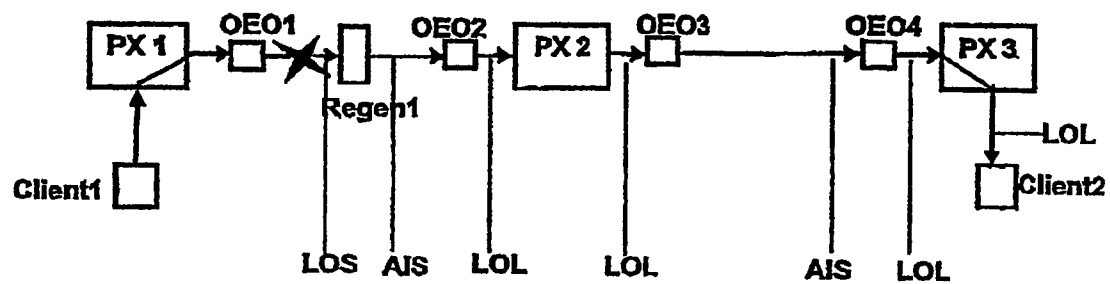 OEO1
OEO2
OEO3
OEO4
PX 1
PX 2
PX 3
Regen1
LOL
Client1
Client2
LOS
AIS
LOL
LOL
AIS
LOL